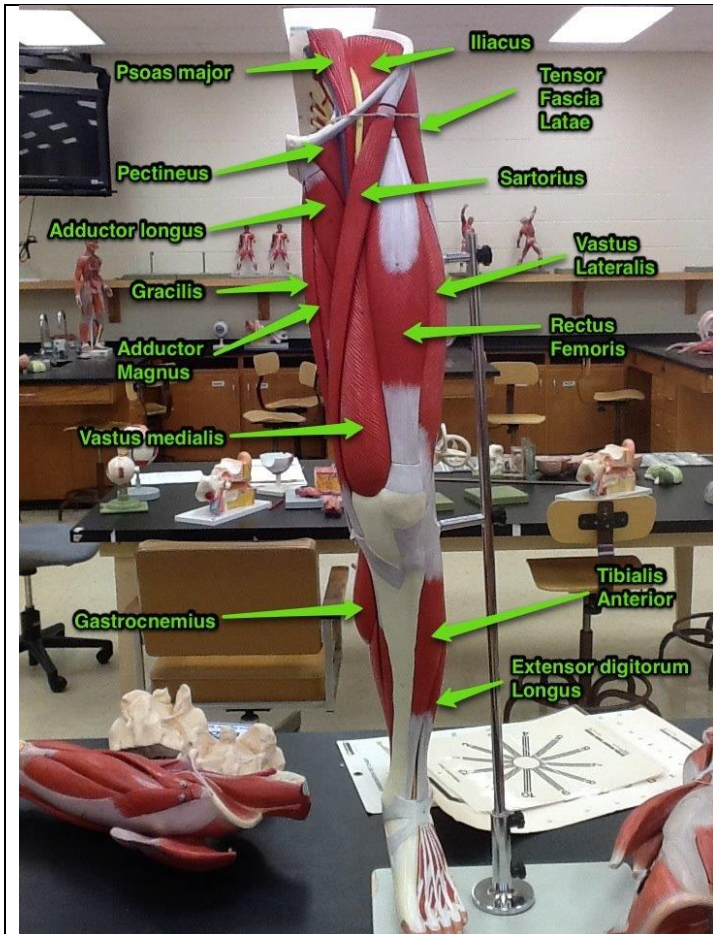 Psoas major
Iliacus
Tensor
Fascia
Latae
Pectineus
Sartorius
Adductor longus
Vastus
Lateralis
Gracilis
Rectus
Femoris
Adductor
Magnus
Vastus medialis
Tibialis
Anterior
Gastrocnemius
Extensor digitorum
Longus